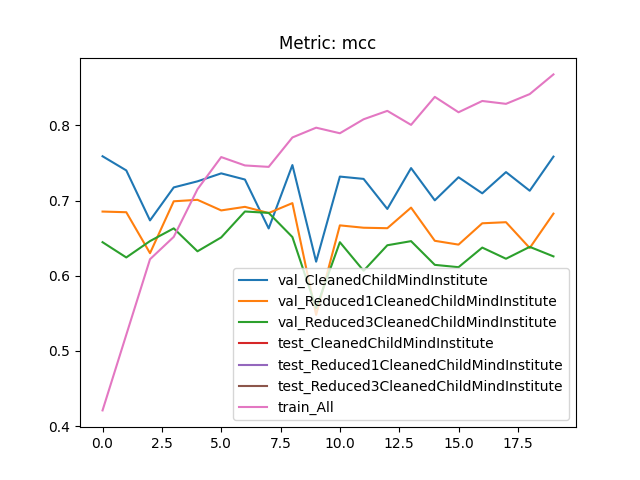 Metric: mcc
0.8
0.7
0.6
0.5
0.4
val_CleanedChildMindInstitute
val_Reduced1CleanedChildMindInstitute
val_Reduced3CleanedChildMindInstitute
test_CleanedChildMindInstitute
test_Reduced1CleanedChildMindInstitute
test_Reduced3CleanedChildMindInstitute
train_All
0.0 2.5 5.0 7.5 10.0 12.5 15.0 17.5